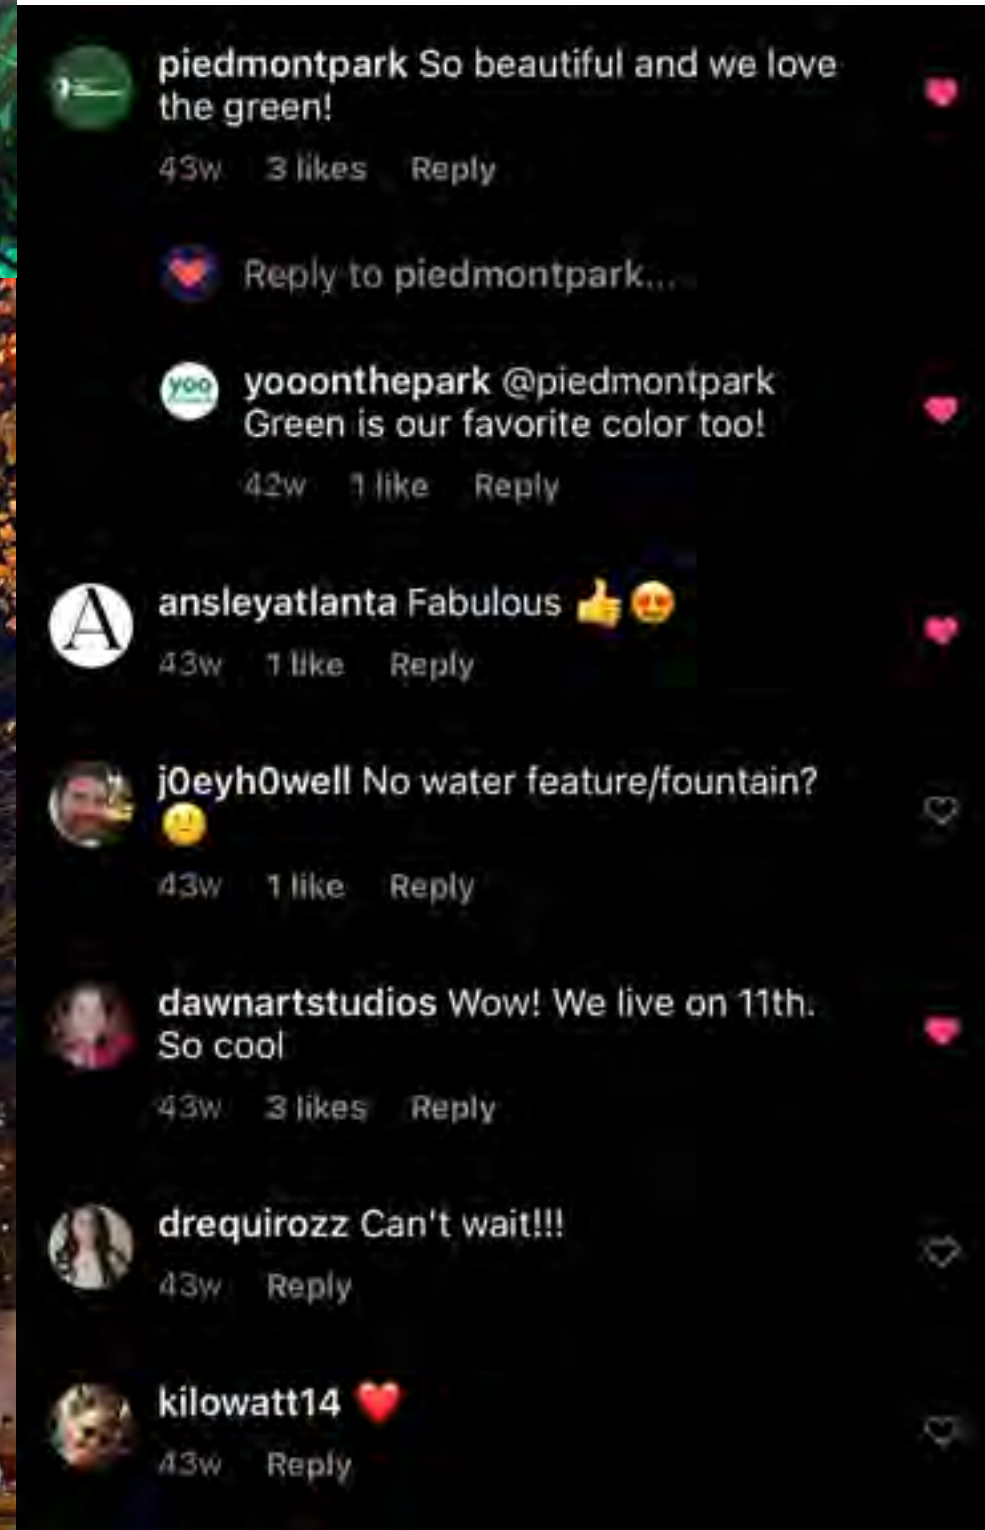 piedmontpark So beautiful and we love
the green!
43w 3 likes Reply
Reply to piedmontpark...
yoo
yooonthepark @piedmontpark
Green is our favorite color too!
42w 1 like Reply
A
ansleyatlanta Fabulous 👍😍
43w 1 like Reply
j0eyh0well No water feature/fountain?
43w 1 like Reply
dawnartstudios Wow! We live on 11th.
So cool
43w 3 likes Reply
drequirozz Can't wait!!!
43w Reply
kilowatt14 ❤️
43w Reply